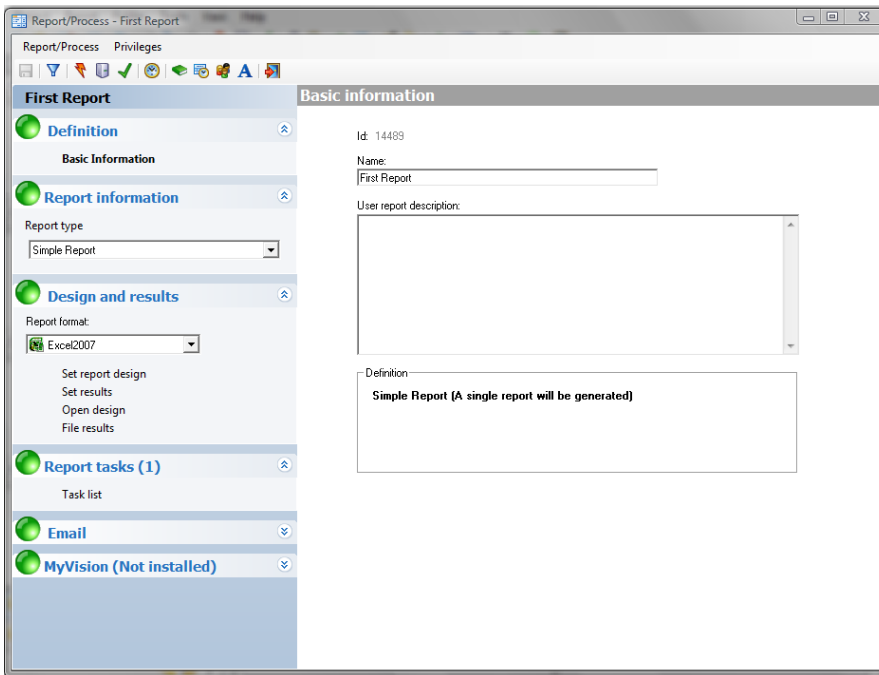 Report/Process - First Report
Report/Process Privileges
First Report
Basic information
Definition
Basic Information
Id: 14489
Name:
First Report
Report information
User report description:
Report type
Simple Report
Design and results
Report format:
Excel2007
Set report design
Set results
Open design
File results
Definition
Simple Report (A single report will be generated)
Report tasks (1)
Task list
Email
MyVision (Not installed)